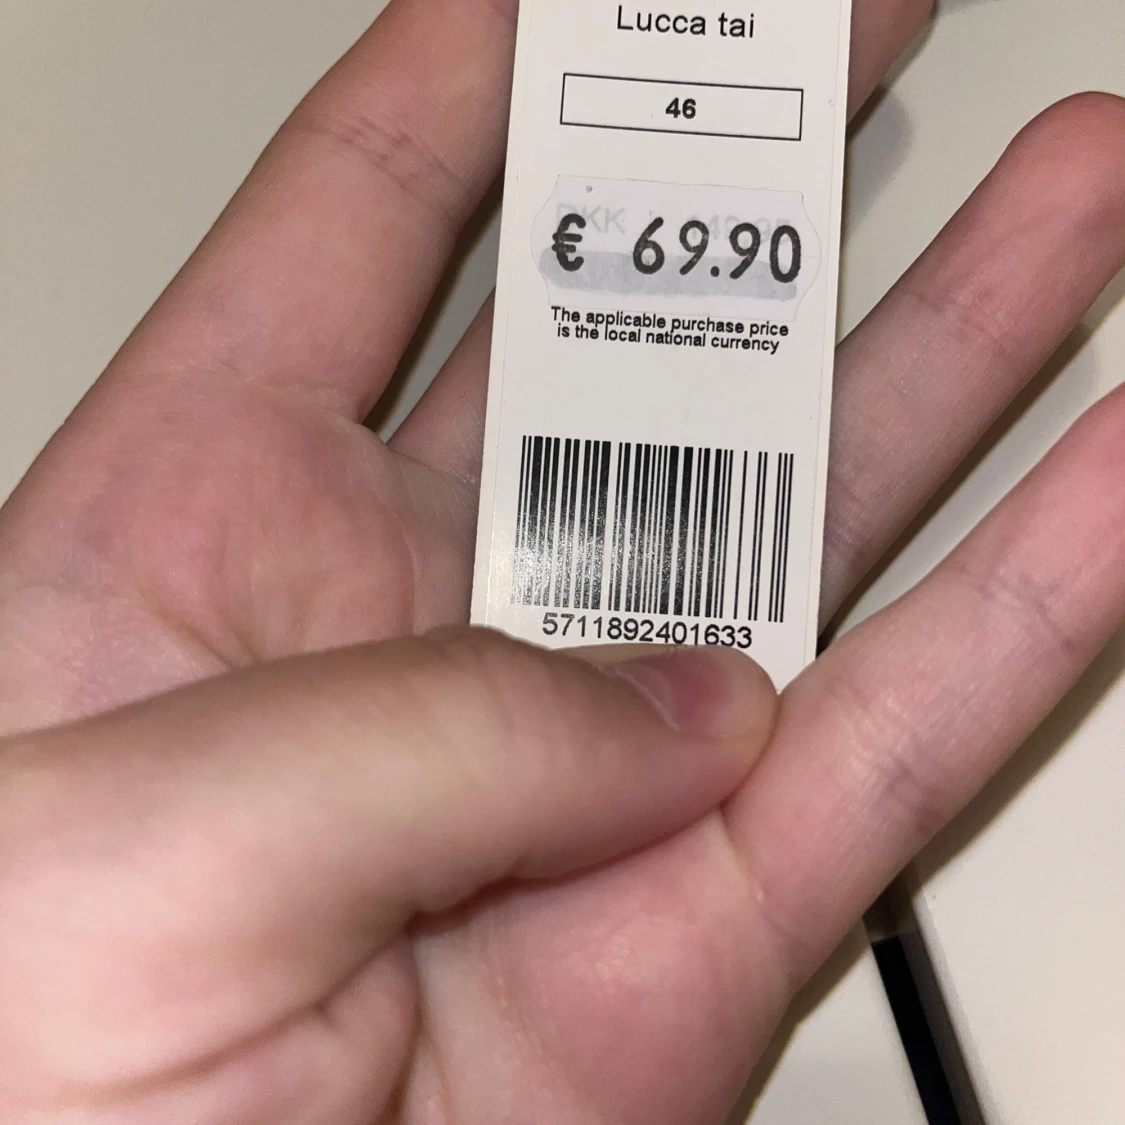 Lucca tai
46
€ 69.90
The applicable purchase price
is the local national currency
5711892401633